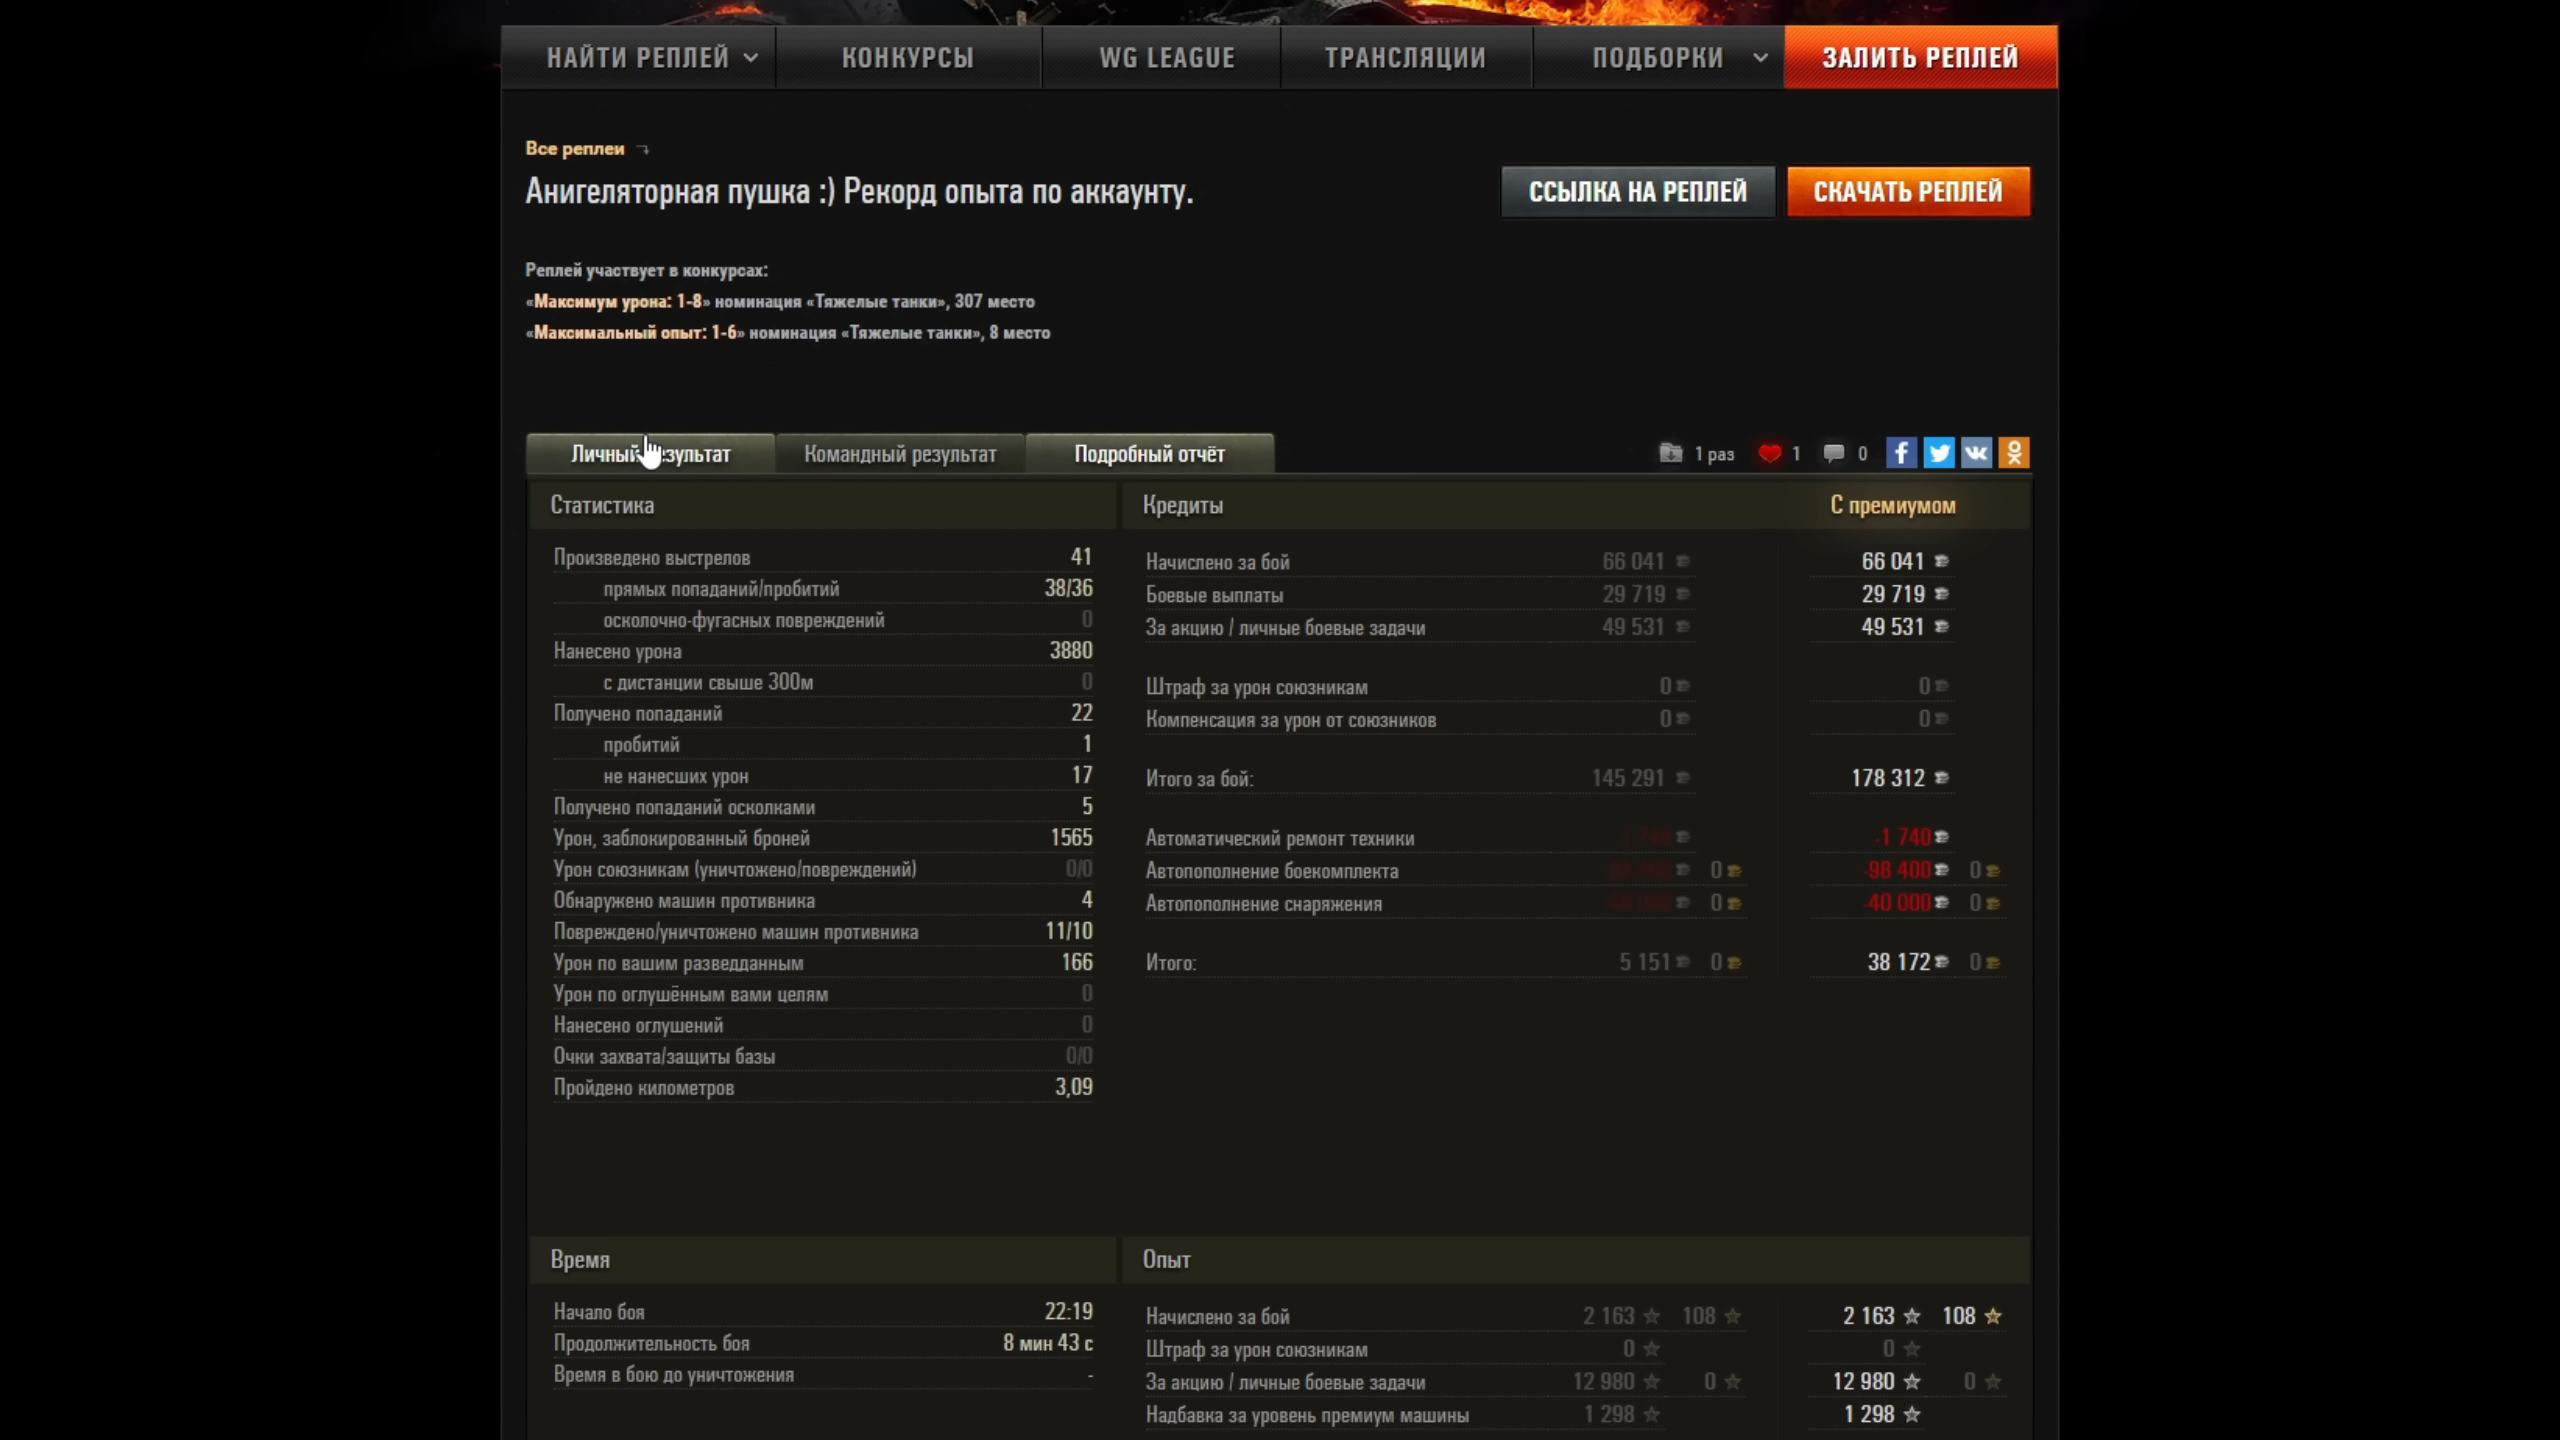 НАЙТИ РЕПЛЕЙ КОНКУРСЫ WG LEAGUE ТРАНСЛЯЦИИ ПОДБОРКИ ЗАЛИТЬ РЕПЛЕЙ
Все реплеи
Анигеляторная пушка :) Рекорд опыта по аккаунту.
ССЫЛКА НА РЕПЛЕЙ СКАЧАТЬ РЕПЛЕЙ
Реплей участвует в конкурсах:
«Максимум урона: 1-8» номинация «Тяжелые танки», 307 место
«Максимальный опыт: 1-6» номинация «Тяжелые танки», 8 место
Личный результат Командный результат Подробный отчёт 1 раз 1 0
Статистика
Произведено выстрелов 41
прямых попаданий/пробитий 38/36
осколочно-фугасных повреждений 0
Нанесено урона 3880
с дистанции свыше 300м 0
Получено попаданий 22
пробитий 1
не нанесших урон 17
Получено попаданий осколками 5
Урон, заблокированный броней 1565
Урон союзникам (уничтожено/повреждений) 0/0
Обнаружено машин противника 4
Повреждено/уничтожено машин противника 11/10
Урон по вашим разведданным 166
Урон по оглушённым вами целям 0
Нанесено оглушений 0
Очки захвата/защиты базы 0/0
Пройдено километров 3,09
Кредиты С премиумом
Начислено за бой 66 041 66 041
Боевые выплаты 29 719 29 719
За акцию / личные боевые задачи 49 531 49 531
Штраф за урон союзникам 0 0
Компенсация за урон от союзников 0 0
Итого за бой: 145 291 178 312
Автоматический ремонт техники -1 740
Автопополнение боекомплекта 0 -98 400 0
Автопополнение снаряжения 0 -40 000 0
Итого: 5 151 0 38 172 0
Время
Начало боя 22:19
Продолжительность боя 8 мин 43 с
Время в бою до уничтожения -
Опыт
Начислено за бой 2 163 108 2 163 108
Штраф за урон союзникам 0 0
За акцию / личные боевые задачи 12 980 0 12 980 0
Надбавка за уровень премиум машины 1 298 1 298